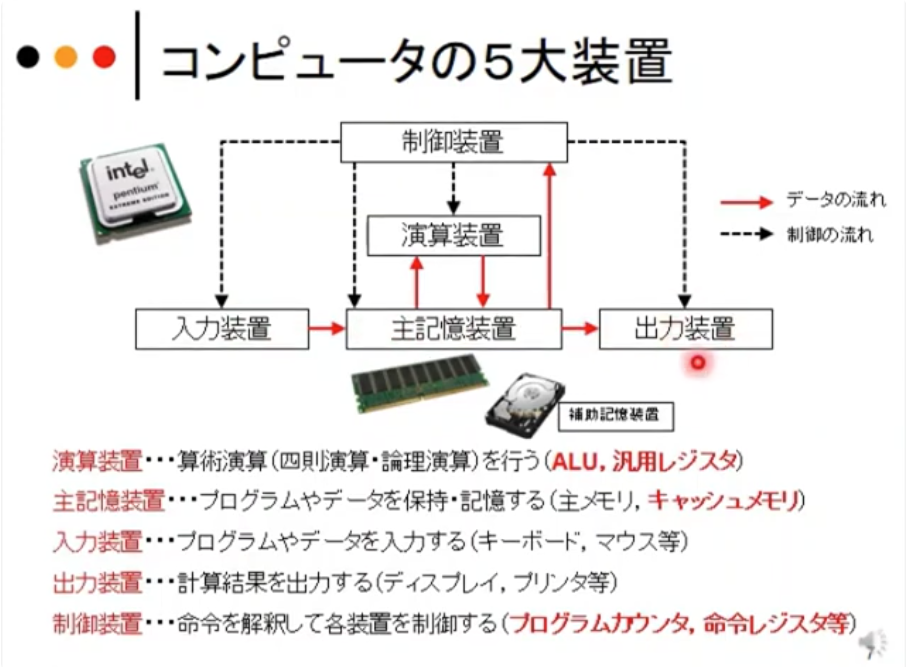 コンピュータの5大装置
制御装置
intel
pentium
EXTREME EDITION
データの流れ
制御の流れ
演算装置
入力装置
主記憶装置
出力装置
補助記憶装置
演算装置・・・算術演算(四則演算・論理演算)を行う(ALU, 汎用レジスタ)
主記憶装置・・・プログラムやデータを保持・記憶する(主メモリ, キャッシュメモリ)
入力装置・・・プログラムやデータを入力する(キーボード, マウス等)
出力装置・・・計算結果を出力する(ディスプレイ, プリンタ等)
制御装置・・・命令を解釈して各装置を制御する(プログラムカウンタ, 命令レジスタ等)
7